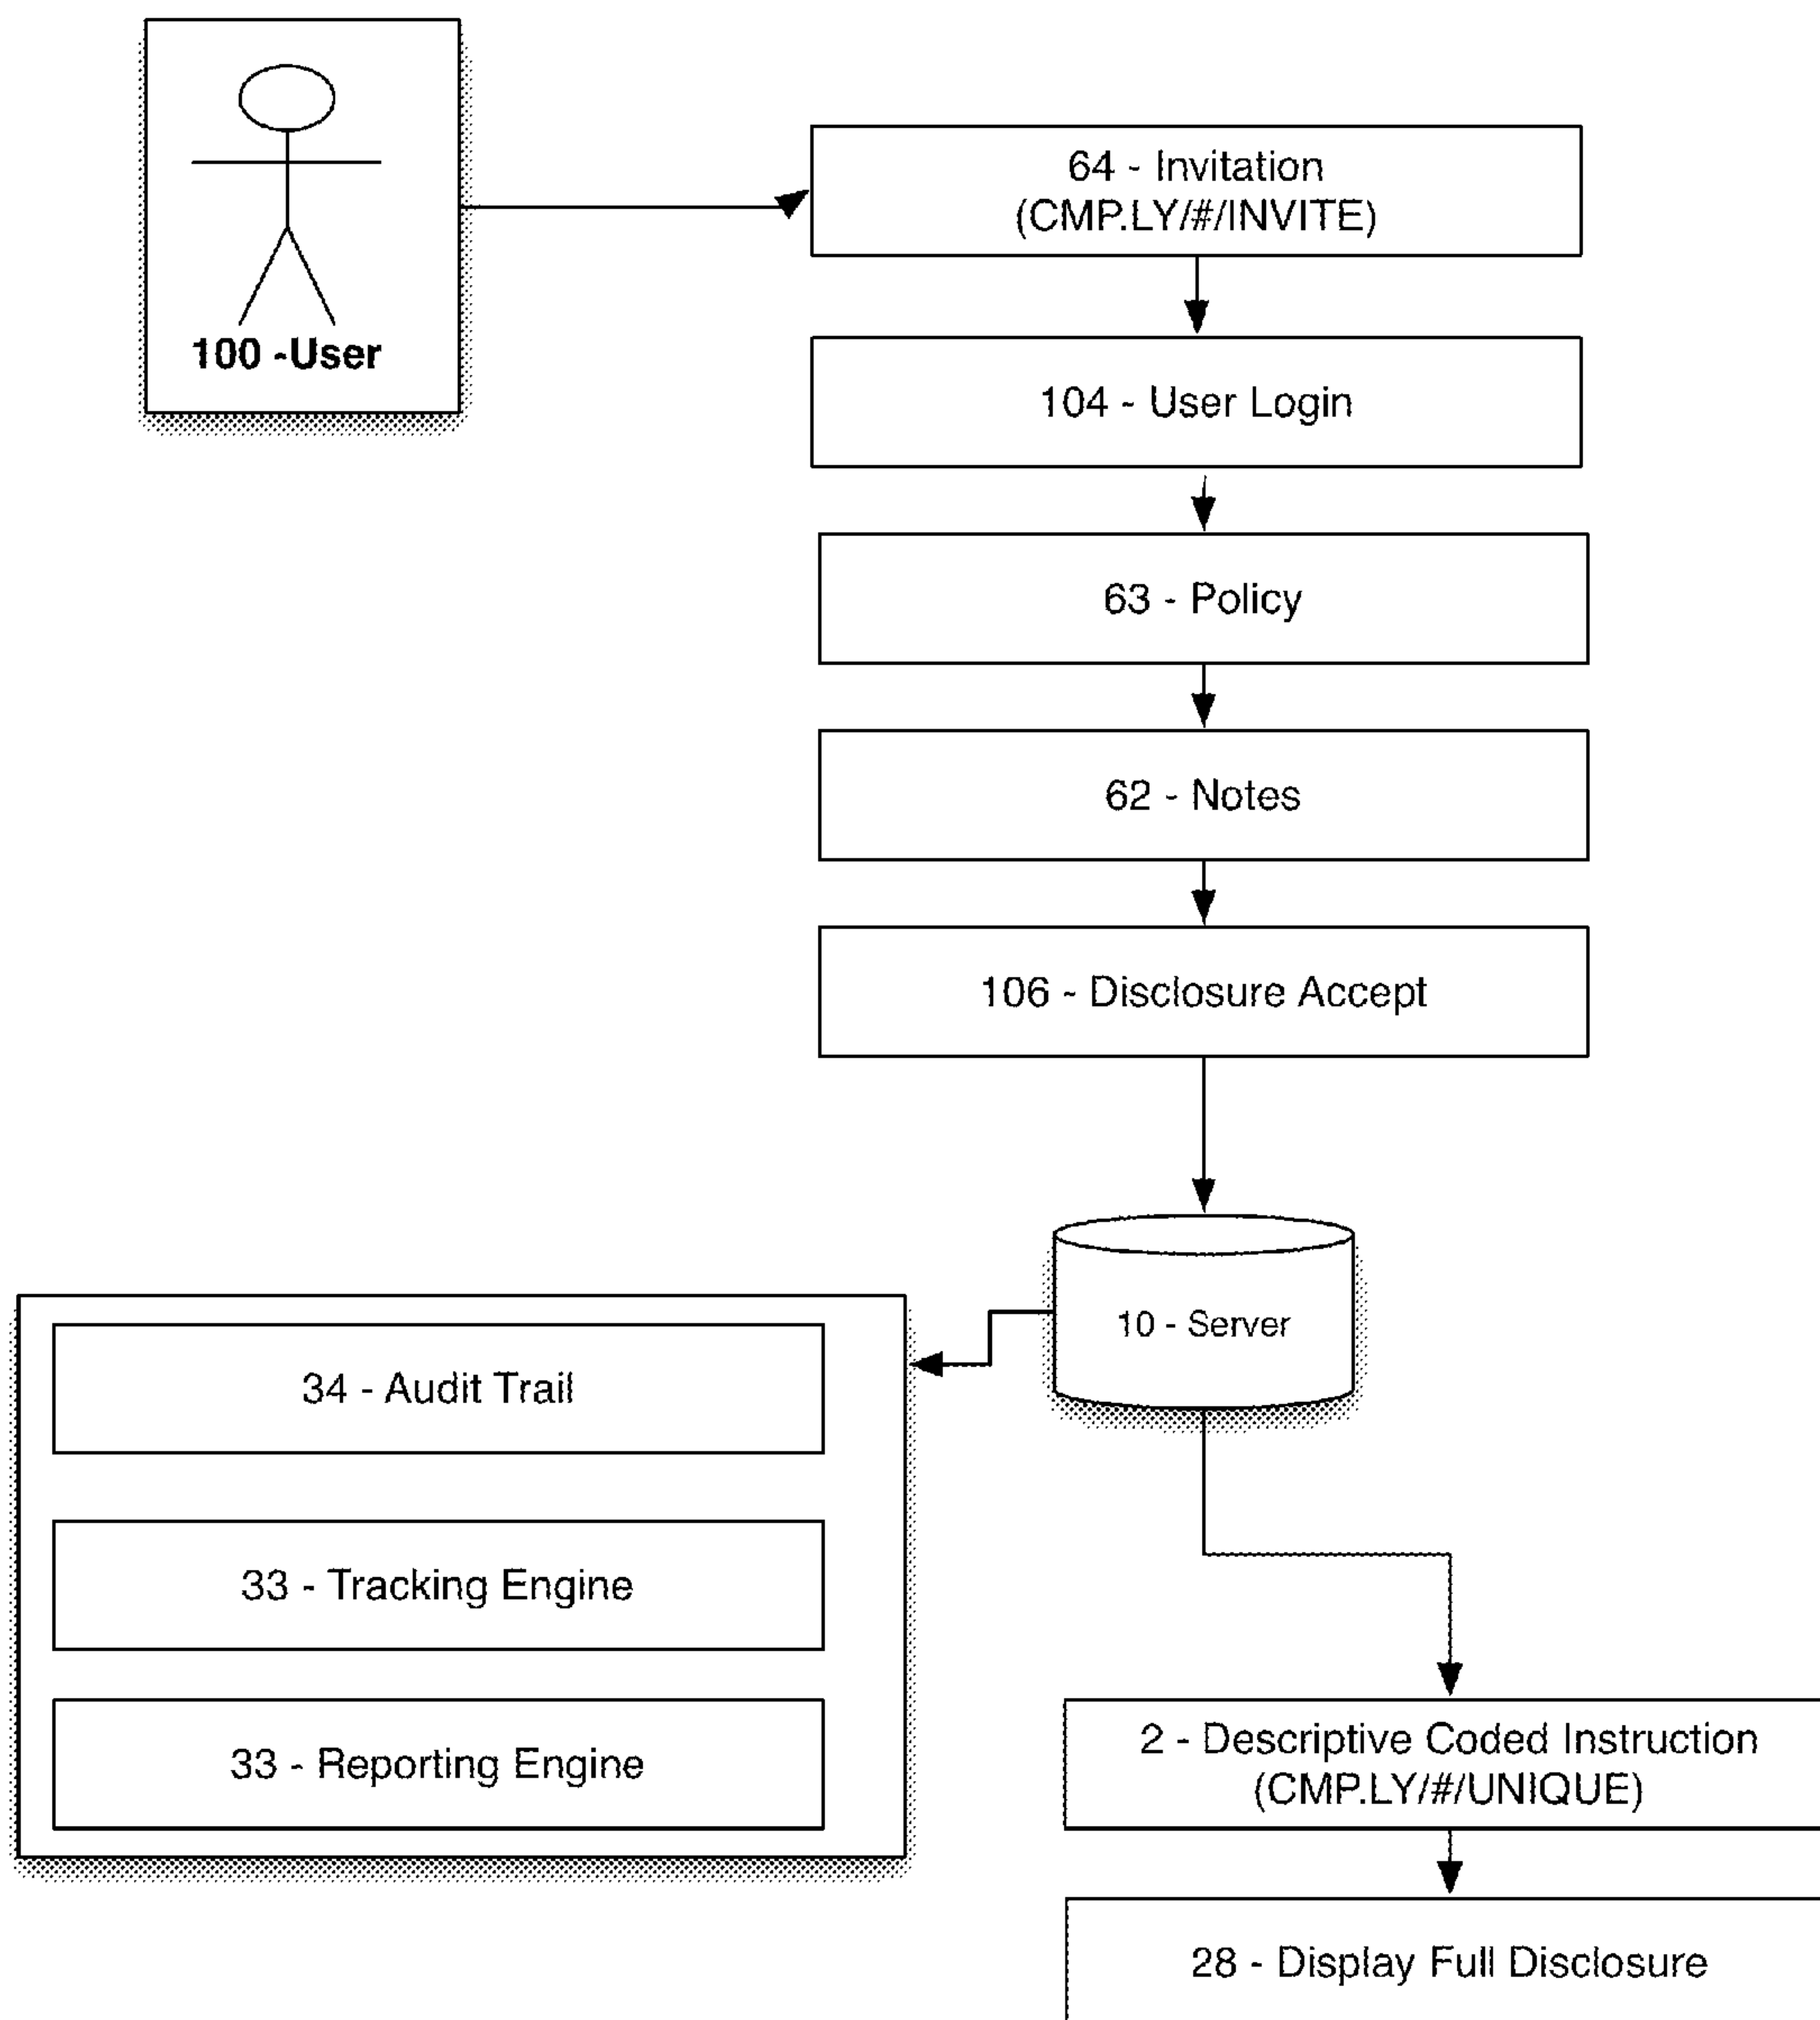 100 -User
64 - Invitation
(CMP.LY/#/INVITE)
104 - User Login
63 - Policy
62 - Notes
106 - Disclosure Accept
10 - Server
34 - Audit Trail
33 - Tracking Engine
33 - Reporting Engine
2 - Descriptive Coded Instruction
(CMP.LY/#/UNIQUE)
28 - Display Full Disclosure